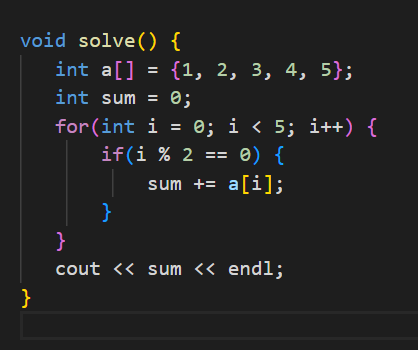 void solve() {
    int a[] = {1, 2, 3, 4, 5};
    int sum = 0;
    for(int i = 0; i < 5; i++) {
        if(i % 2 == 0) {
            sum += a[i];
        }
    }
    cout << sum << endl;
}